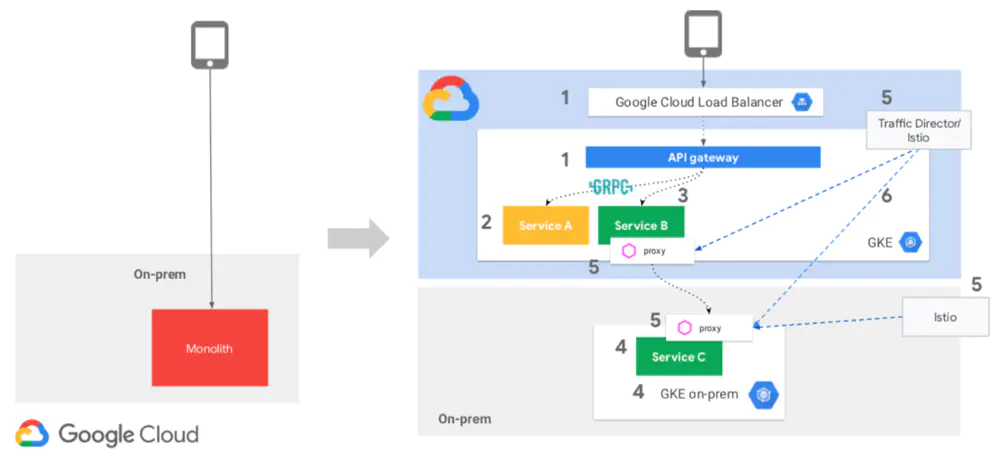 On-prem
Monolith
Google Cloud
1
Google Cloud Load Balancer
5
Traffic Director/
Istio
1
API gateway
GRPC
3
6
2
Service A
Service B
proxy
GKE
5
5
Istio
5
proxy
4
Service C
4
GKE on-prem
On-prem